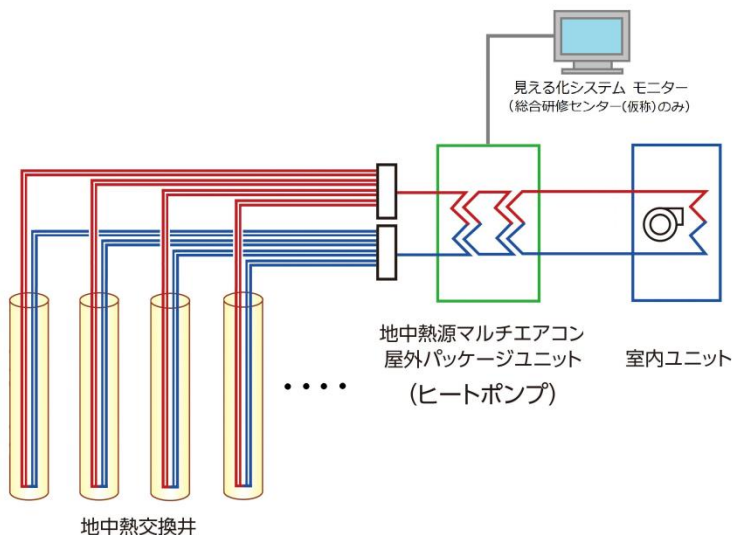 見える化システム モニター
(総合研修センター(仮称)のみ)
地中熱源マルチエアコン
屋外パッケージユニット
(ヒートポンプ)
室内ユニット
････
地中熱交換井